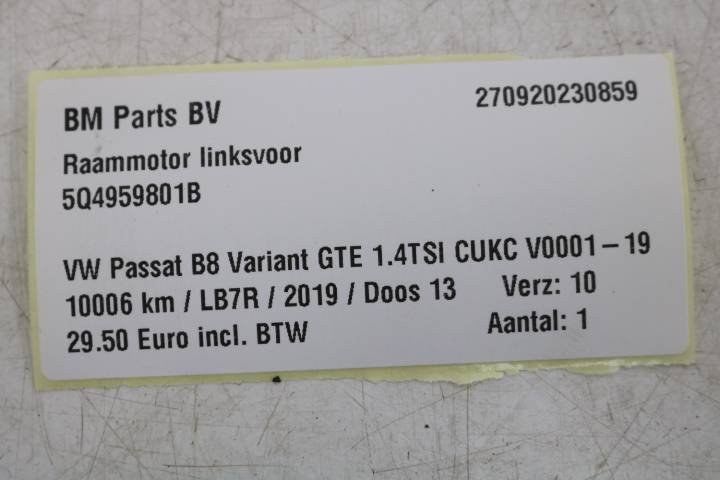 BM Parts BV 270920230859
Raammotor linksvoor
5Q4959801B
VW Passat B8 Variant GTE 1.4TSI CUKC V0001-19
10006 km / LB7R / 2019 / Doos 13 Verz: 10
29.50 Euro incl. BTW Aantal: 1